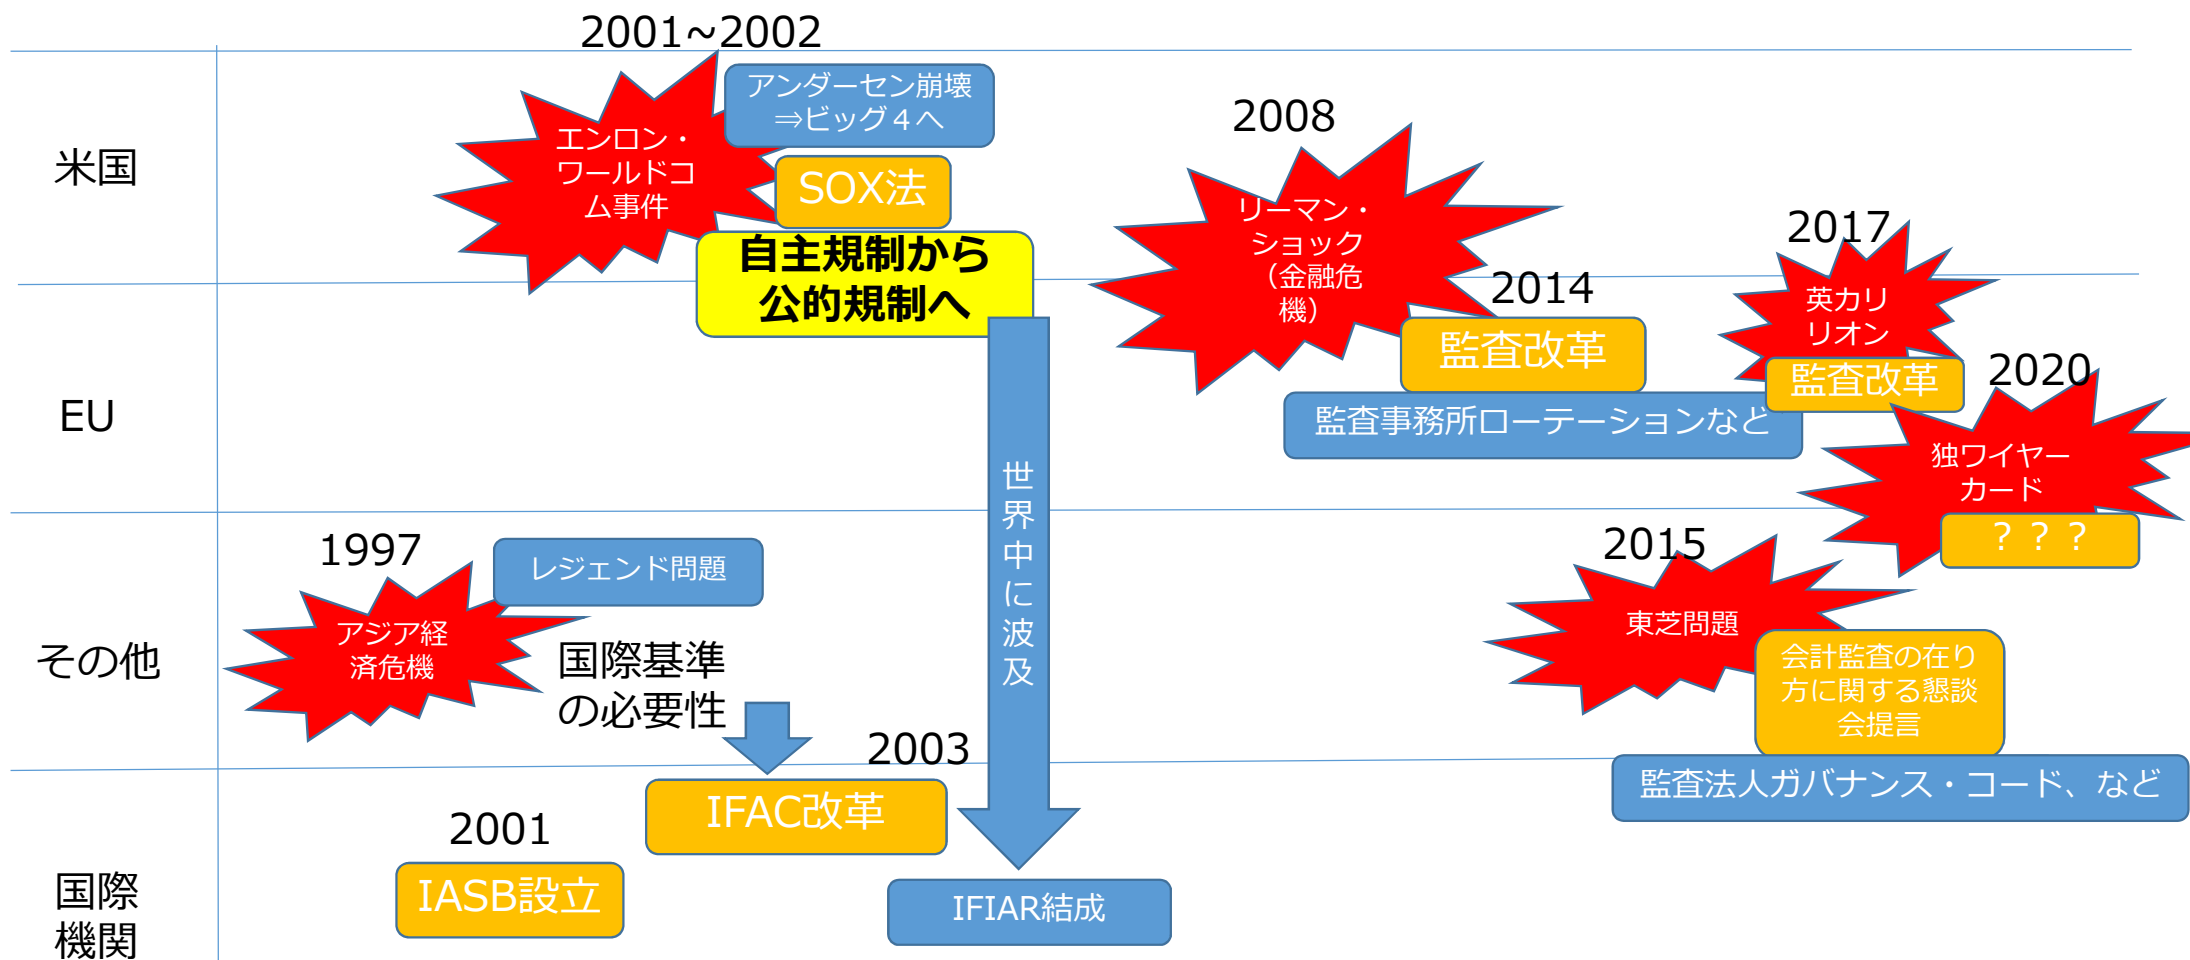 2001~2002
米国
エンロン・
ワールドコ
ム事件
アンダーセン崩壊
⇒ビッグ４へ
SOX法
自主規制から
公的規制へ
2008
リーマン・
ショック
（金融危
機）
2014
監査改革
監査事務所ローテーションなど
2017
英カリ
リオン
監査改革
EU
2020
独ワイヤー
カード
？？？
世
界
中
に
波
及
その他
1997
アジア経
済危機
レジェンド問題
国際基準
の必要性
2015
東芝問題
会計監査の在り
方に関する懇談
会提言
監査法人ガバナンス・コード、など
国際
機関
2001
IASB設立
2003
IFAC改革
IFIAR結成